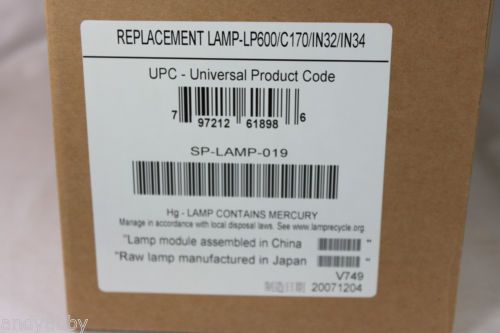 REPLACEMENT LAMP-LP600/C170/IN32/IN34
UPC - Universal Product Code
7 97212 61898 6
SP-LAMP-019
Hg - LAMP CONTAINS MERCURY
Manage in accordance with local disposal laws. See www.lamprecycle.org
"Lamp module assembled in China "
"Raw lamp manufactured in Japan "
V749
制造日期 20071204